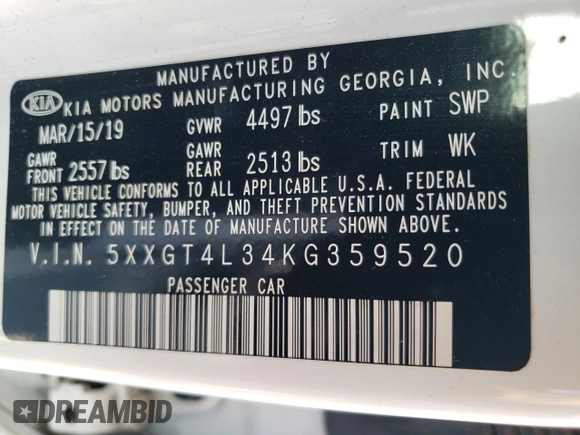 MANUFACTURED BY
KIA KIA MOTORS MANUFACTURING GEORGIA, INC.
MAR/15/19 GVWR 4497 lbs PAINT SWP
GAWR FRONT 2557 lbs GAWR REAR 2513 lbs TRIM WK
THIS VEHICLE CONFORMS TO ALL APPLICABLE U.S.A. FEDERAL
MOTOR VEHICLE SAFETY, BUMPER, AND THEFT PREVENTION STANDARDS
IN EFFECT ON THE DATE OF MANUFACTURE SHOWN ABOVE.
V.I.N. 5XXGT4L34KG359520
PASSENGER CAR
DREAMBID